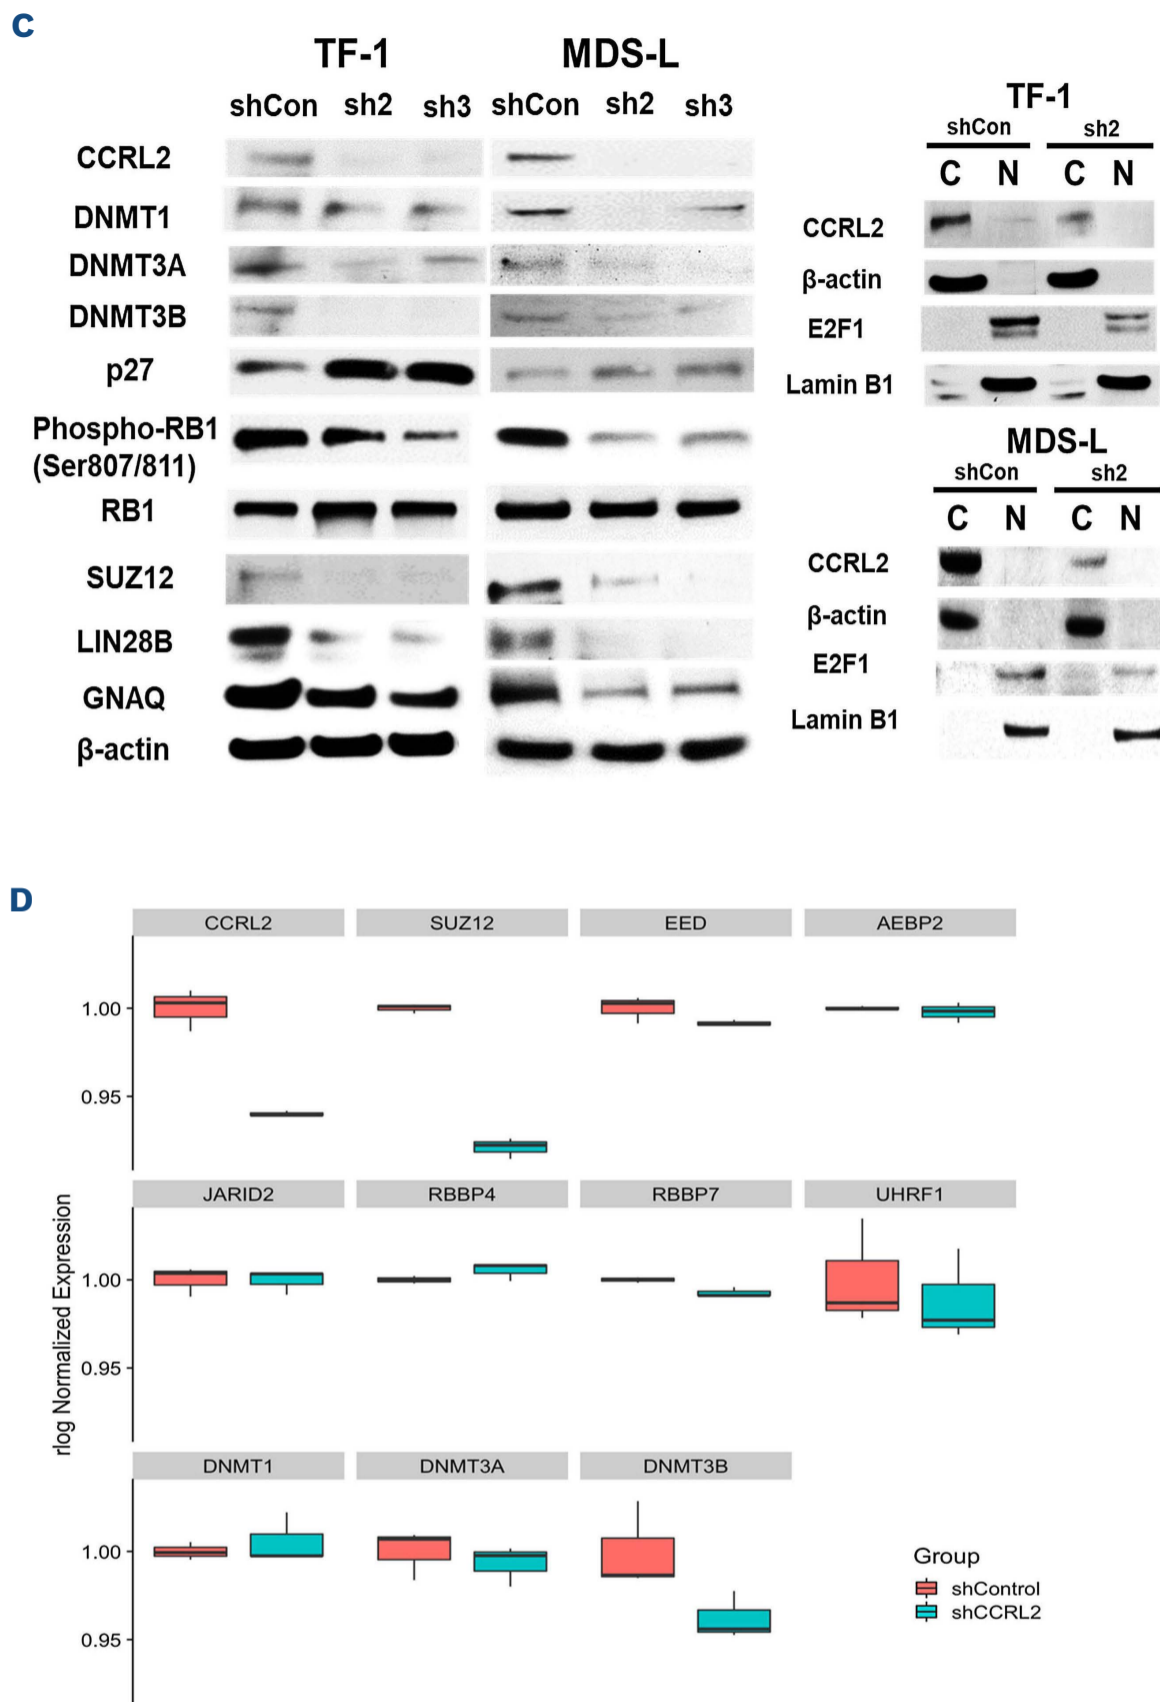 C
TF-1 MDS-L
shCon sh2 sh3 shCon sh2 sh3
CCRL2
DNMT1
DNMT3A
DNMT3B
p27
Phospho-RB1
(Ser807/811)
RB1
SUZ12
LIN28B
GNAQ
β-actin
TF-1
shCon sh2
C N C N
CCRL2
β-actin
E2F1
Lamin B1
MDS-L
shCon sh2
C N C N
CCRL2
β-actin
E2F1
Lamin B1
D
rlog Normalized Expression
CCRL2 SUZ12 EED AEBP2
1.00
0.95
JARID2 RBBP4 RBBP7 UHRF1
1.00
0.95
DNMT1 DNMT3A DNMT3B
1.00
0.95
Group
shControl
shCCRL2